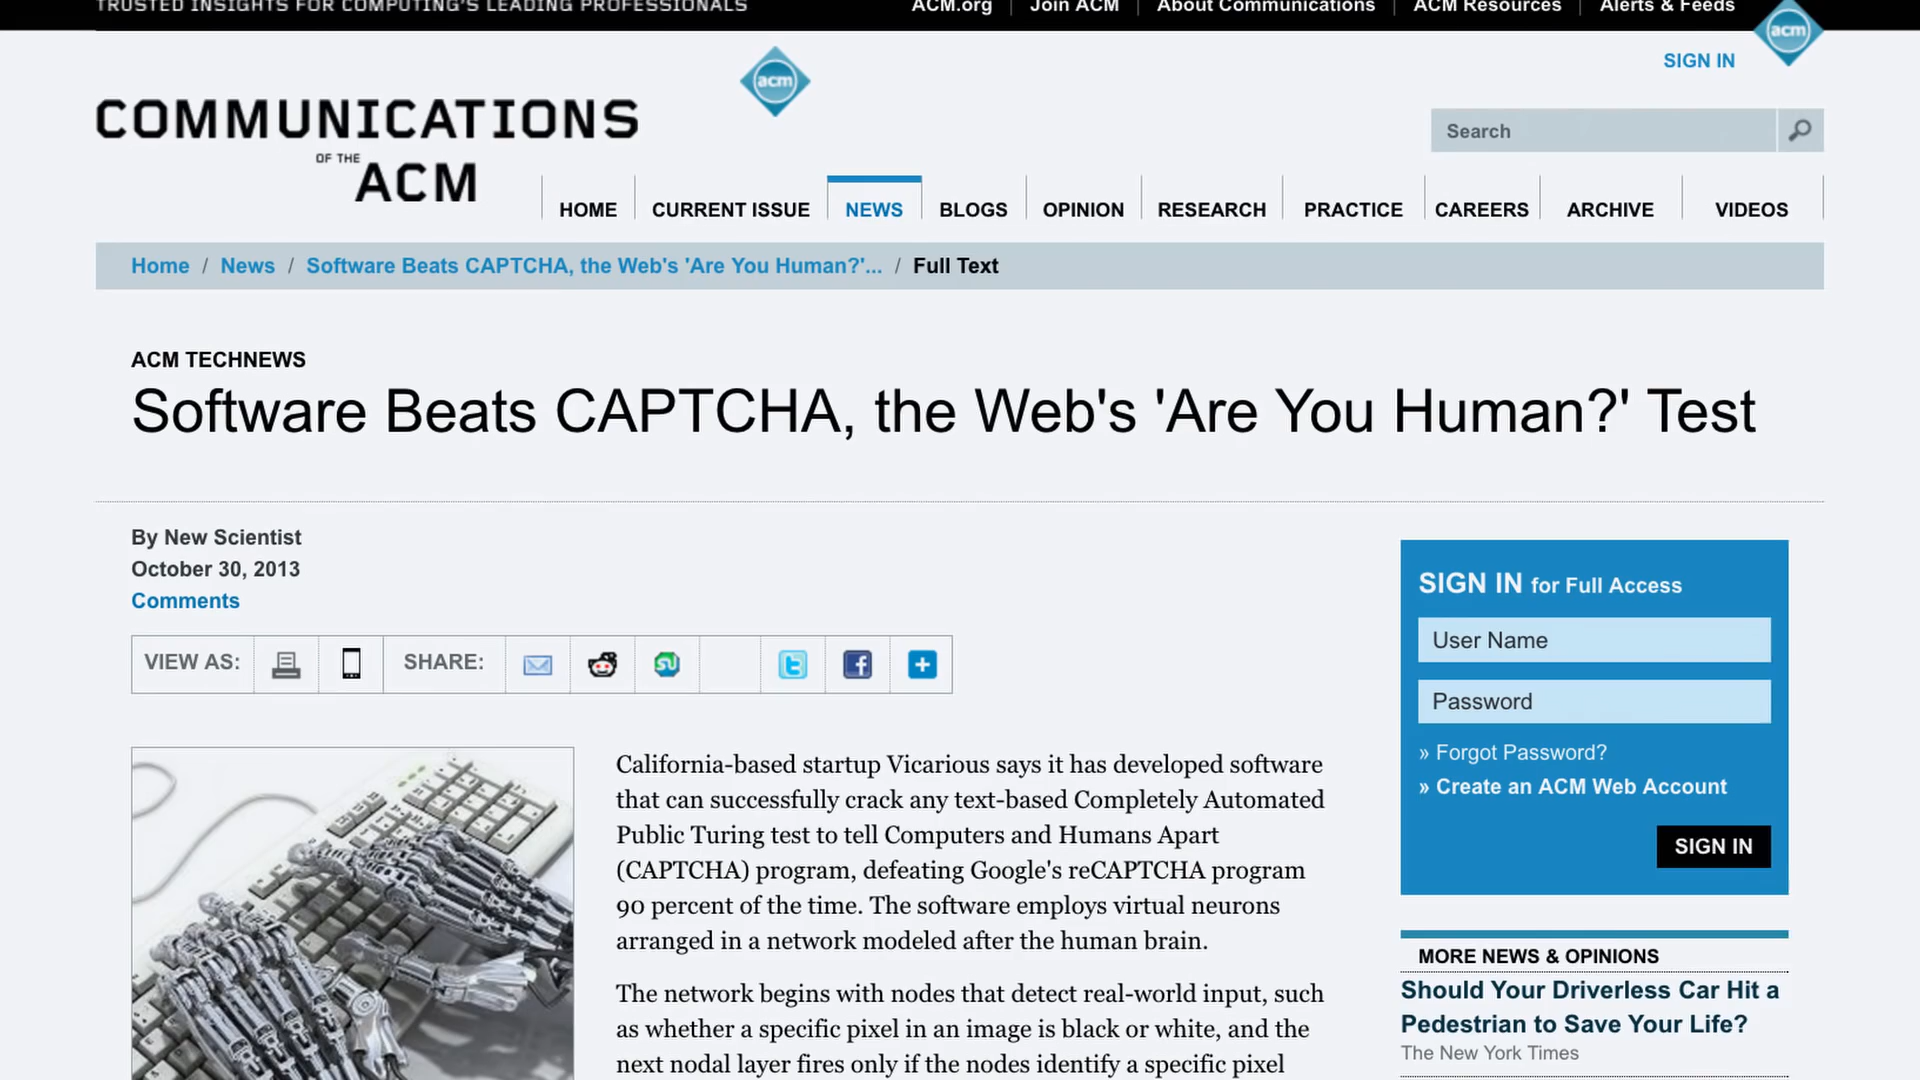 TRUSTED INSIGHTS FOR COMPUTING'S LEADING PROFESSIONALS
ACM.org
Join ACM
About Communications
ACM Resources
Alerts & Feeds
acm
SIGN IN
acm
COMMUNICATIONS
OF THE
ACM
Search
HOME
CURRENT ISSUE
NEWS
BLOGS
OPINION
RESEARCH
PRACTICE
CAREERS
ARCHIVE
VIDEOS
Home / News / Software Beats CAPTCHA, the Web's 'Are You Human?'... / Full Text
ACM TECHNEWS
Software Beats CAPTCHA, the Web's 'Are You Human?' Test
By New Scientist
October 30, 2013
Comments
VIEW AS:
SHARE:
California-based startup Vicarious says it has developed software
that can successfully crack any text-based Completely Automated
Public Turing test to tell Computers and Humans Apart
(CAPTCHA) program, defeating Google's reCAPTCHA program
90 percent of the time. The software employs virtual neurons
arranged in a network modeled after the human brain.
The network begins with nodes that detect real-world input, such
as whether a specific pixel in an image is black or white, and the
next nodal layer fires only if the nodes identify a specific pixel
SIGN IN for Full Access
User Name
Password
» Forgot Password?
» Create an ACM Web Account
SIGN IN
MORE NEWS & OPINIONS
Should Your Driverless Car Hit a
Pedestrian to Save Your Life?
The New York Times